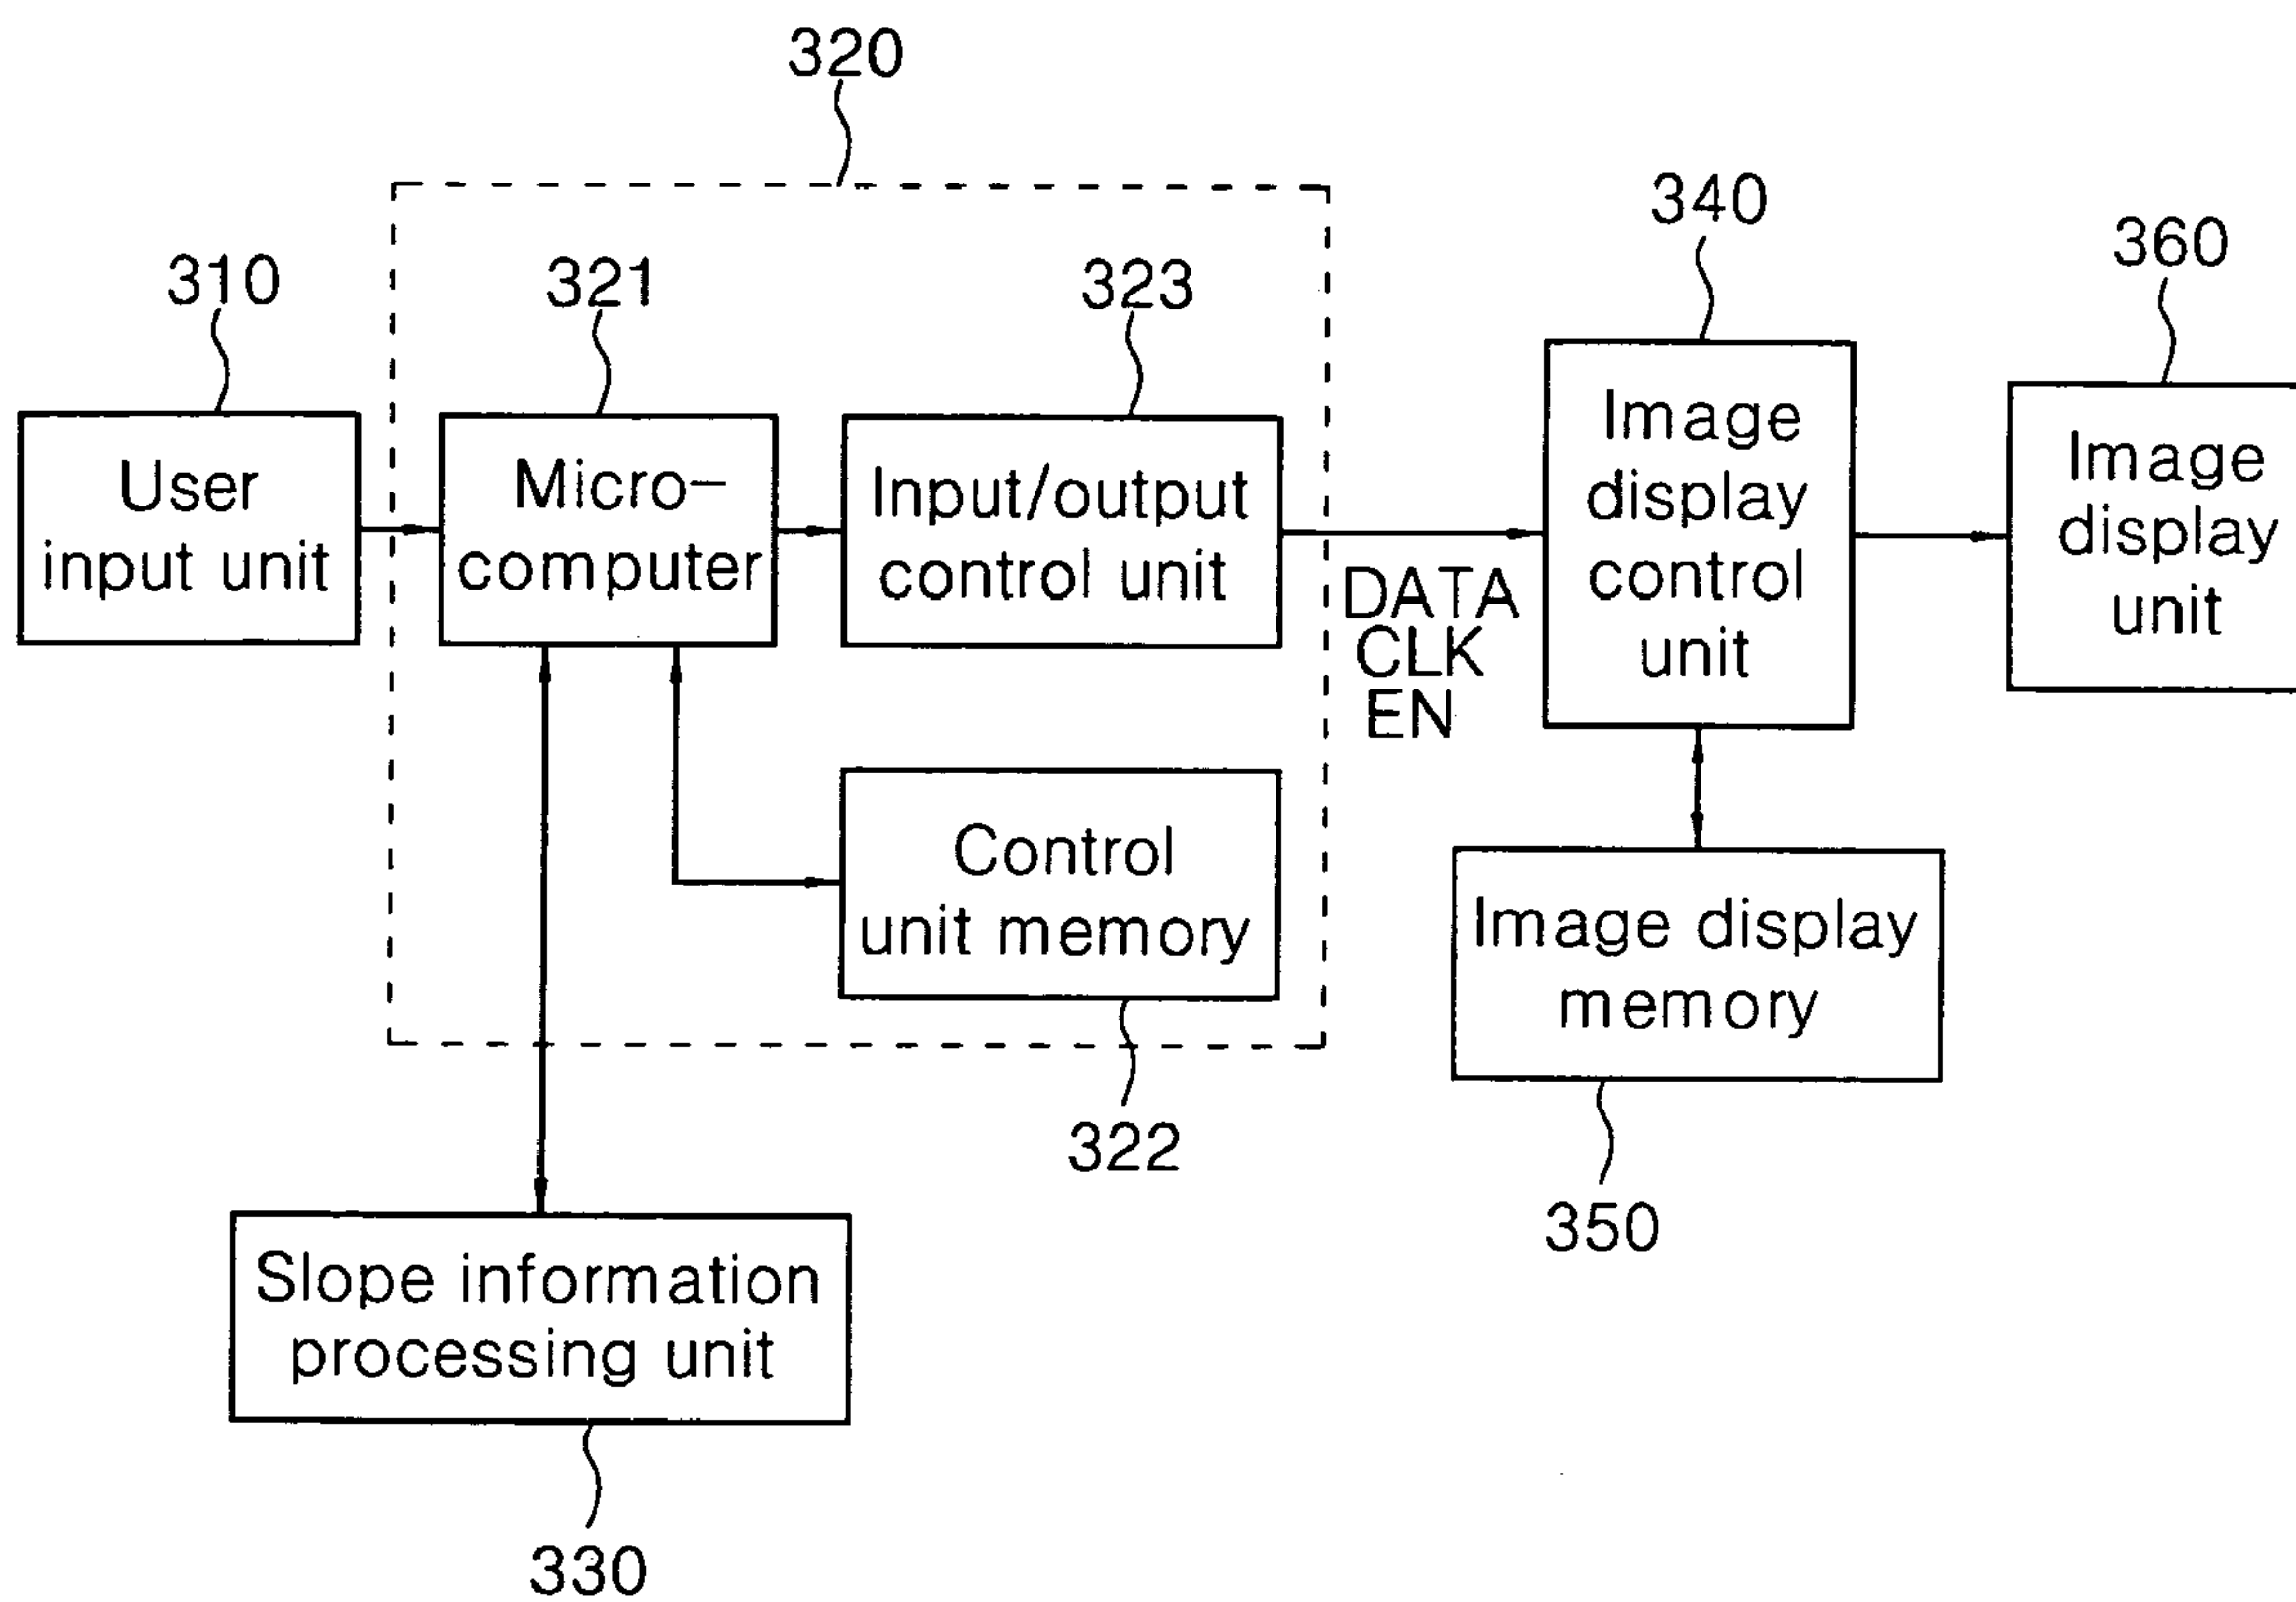 320
340
360
310
321
323
User
input unit
Micro-
computer
Input/output
control unit
DATA
CLK
EN
Image
display
control
unit
Image
display
unit
Control
unit memory
322
Image display
memory
350
Slope information
processing unit
330